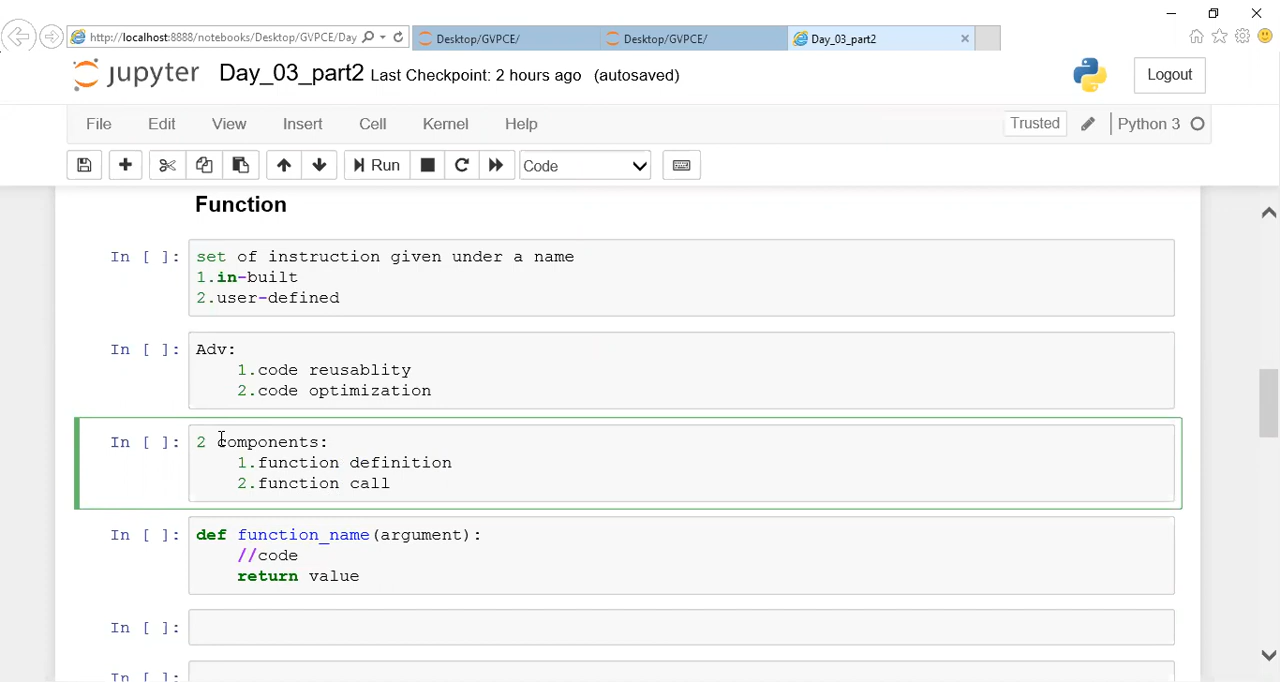 http://localhost:8888/notebooks/Desktop/GVPCE/Day
Desktop/GVPCE/
Desktop/GVPCE/
Day_03_part2
jupyter Day_03_part2 Last Checkpoint: 2 hours ago (autosaved)
Logout
File Edit View Insert Cell Kernel Help
Trusted
Python 3
Run
Code
Function
In [ ]: set of instruction given under a name
1.in-built
2.user-defined
In [ ]: Adv:
1.code reusablity
2.code optimization
In [ ]: 2 components:
1.function definition
2.function call
In [ ]: def function_name(argument):
//code
return value
In [ ]:
In [ ]: